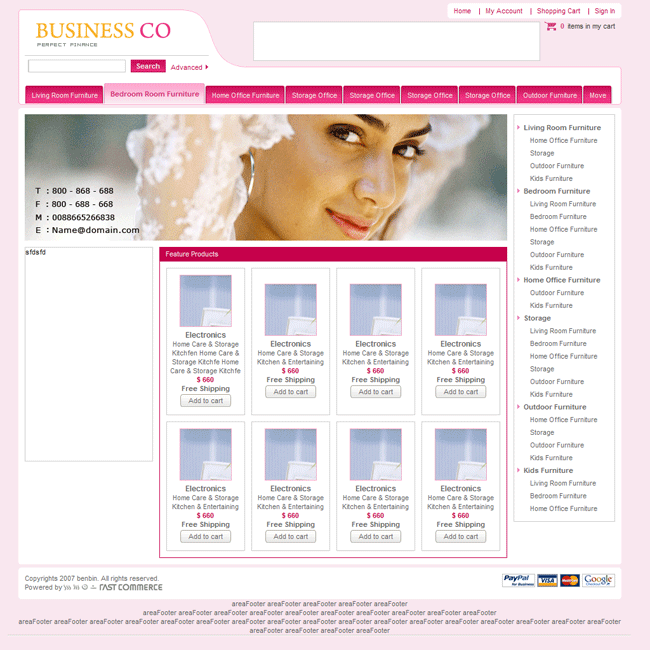 Home | My Account | Shopping Cart | Sign In
BUSINESS CO
PERFECT FINANCE
0 items in my cart
Search Advanced
Living Room Furniture Bedroom Room Furniture Home Office Furniture Storage Office Storage Office Storage Office Storage Office Outdoor Furniture Move
T : 800 - 868 - 688
F : 800 - 688 - 668
M : 0088665266838
E : Name@domain.com
sfdsfd
Feature Products
Electronics
Home Care & Storage
Kitchfen Home Care &
Storage Kitchfe Home
Care & Storage Kitchfe
$ 660
Free Shipping
Add to cart
Electronics
Home Care & Storage
Kitchen & Entertaining
$ 660
Free Shipping
Add to cart
Electronics
Home Care & Storage
Kitchen & Entertaining
$ 660
Free Shipping
Add to cart
Electronics
Home Care & Storage
Kitchen & Entertaining
$ 660
Free Shipping
Add to cart
Electronics
Home Care & Storage
Kitchen & Entertaining
$ 660
Free Shipping
Add to cart
Electronics
Home Care & Storage
Kitchen & Entertaining
$ 660
Free Shipping
Add to cart
Electronics
Home Care & Storage
Kitchen & Entertaining
$ 660
Free Shipping
Add to cart
Electronics
Home Care & Storage
Kitchen & Entertaining
$ 660
Free Shipping
Add to cart
Living Room Furniture
Home Office Furniture
Storage
Outdoor Furniture
Kids Furniture
Bedroom Furniture
Living Room Furniture
Bedroom Furniture
Home Office Furniture
Storage
Outdoor Furniture
Kids Furniture
Home Office Furniture
Outdoor Furniture
Kids Furniture
Storage
Living Room Furniture
Bedroom Furniture
Home Office Furniture
Storage
Outdoor Furniture
Kids Furniture
Outdoor Furniture
Home Office Furniture
Storage
Outdoor Furniture
Kids Furniture
Kids Furniture
Living Room Furniture
Bedroom Furniture
Home Office Furniture
Copyrights 2007 benbin. All rights reserved.
Powered by FAST COMMERCE
PayPal for Business VISA MasterCard Google Checkout
areaFooter areaFooter areaFooter areaFooter areaFooter
areaFooter areaFooter areaFooter areaFooter areaFooter areaFooter areaFooter areaFooter areaFooter areaFooter
areaFooter areaFooter areaFooter areaFooter areaFooter areaFooter areaFooter areaFooter areaFooter areaFooter areaFooter areaFooter areaFooter areaFooter areaFooter areaFooter areaFooter
areaFooter areaFooter areaFooter areaFooter